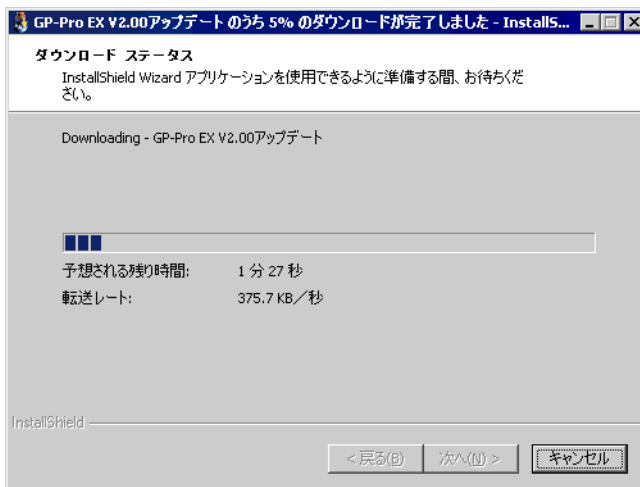 GP-Pro EX V2.00アップデート のうち 5% のダウンロードが完了しました - InstallS...
ダウンロード ステータス
InstallShield Wizard アプリケーションを使用できるように準備する間、お待ちくだ
さい。
Downloading - GP-Pro EX V2.00アップデート
予想される残り時間: 1 分 27 秒
転送レート: 375.7 KB／秒
InstallShield
< 戻る(B) 次へ(N) > キャンセル